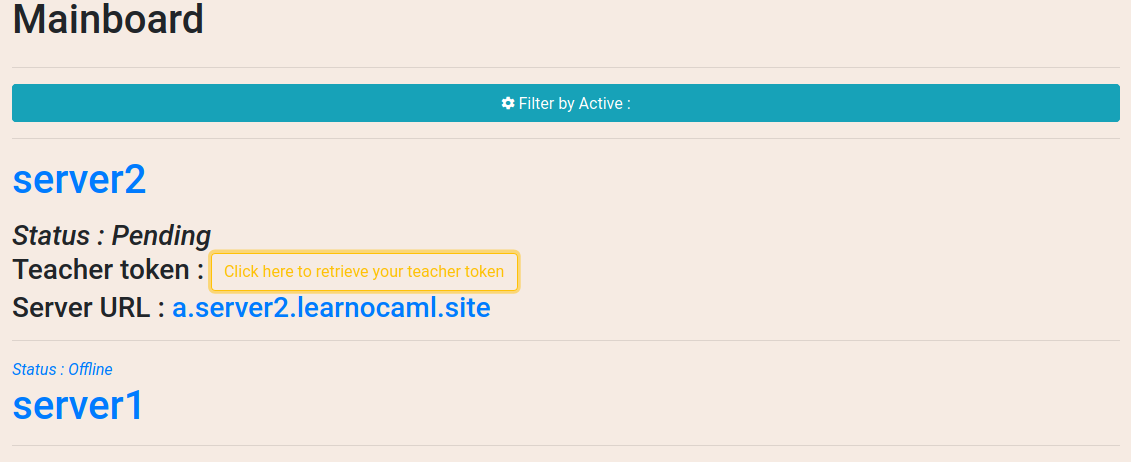 Mainboard
Filter by Active :
server2
Status : Pending
Teacher token : Click here to retrieve your teacher token
Server URL : a.server2.learnocaml.site
Status : Offline
server1